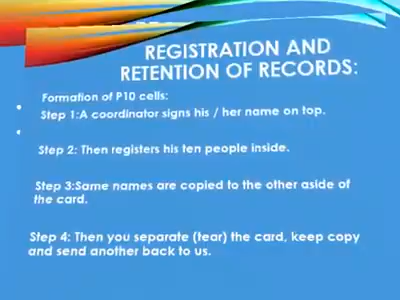 REGISTRATION AND
RETENTION OF RECORDS:
Formation of P10 cells:
Step 1:A coordinator signs his / her name on top.
Step 2: Then registers his ten people inside.
Step 3:Same names are copied to the other aside of
the card.
Step 4: Then you separate (tear) the card, keep copy
and send another back to us.